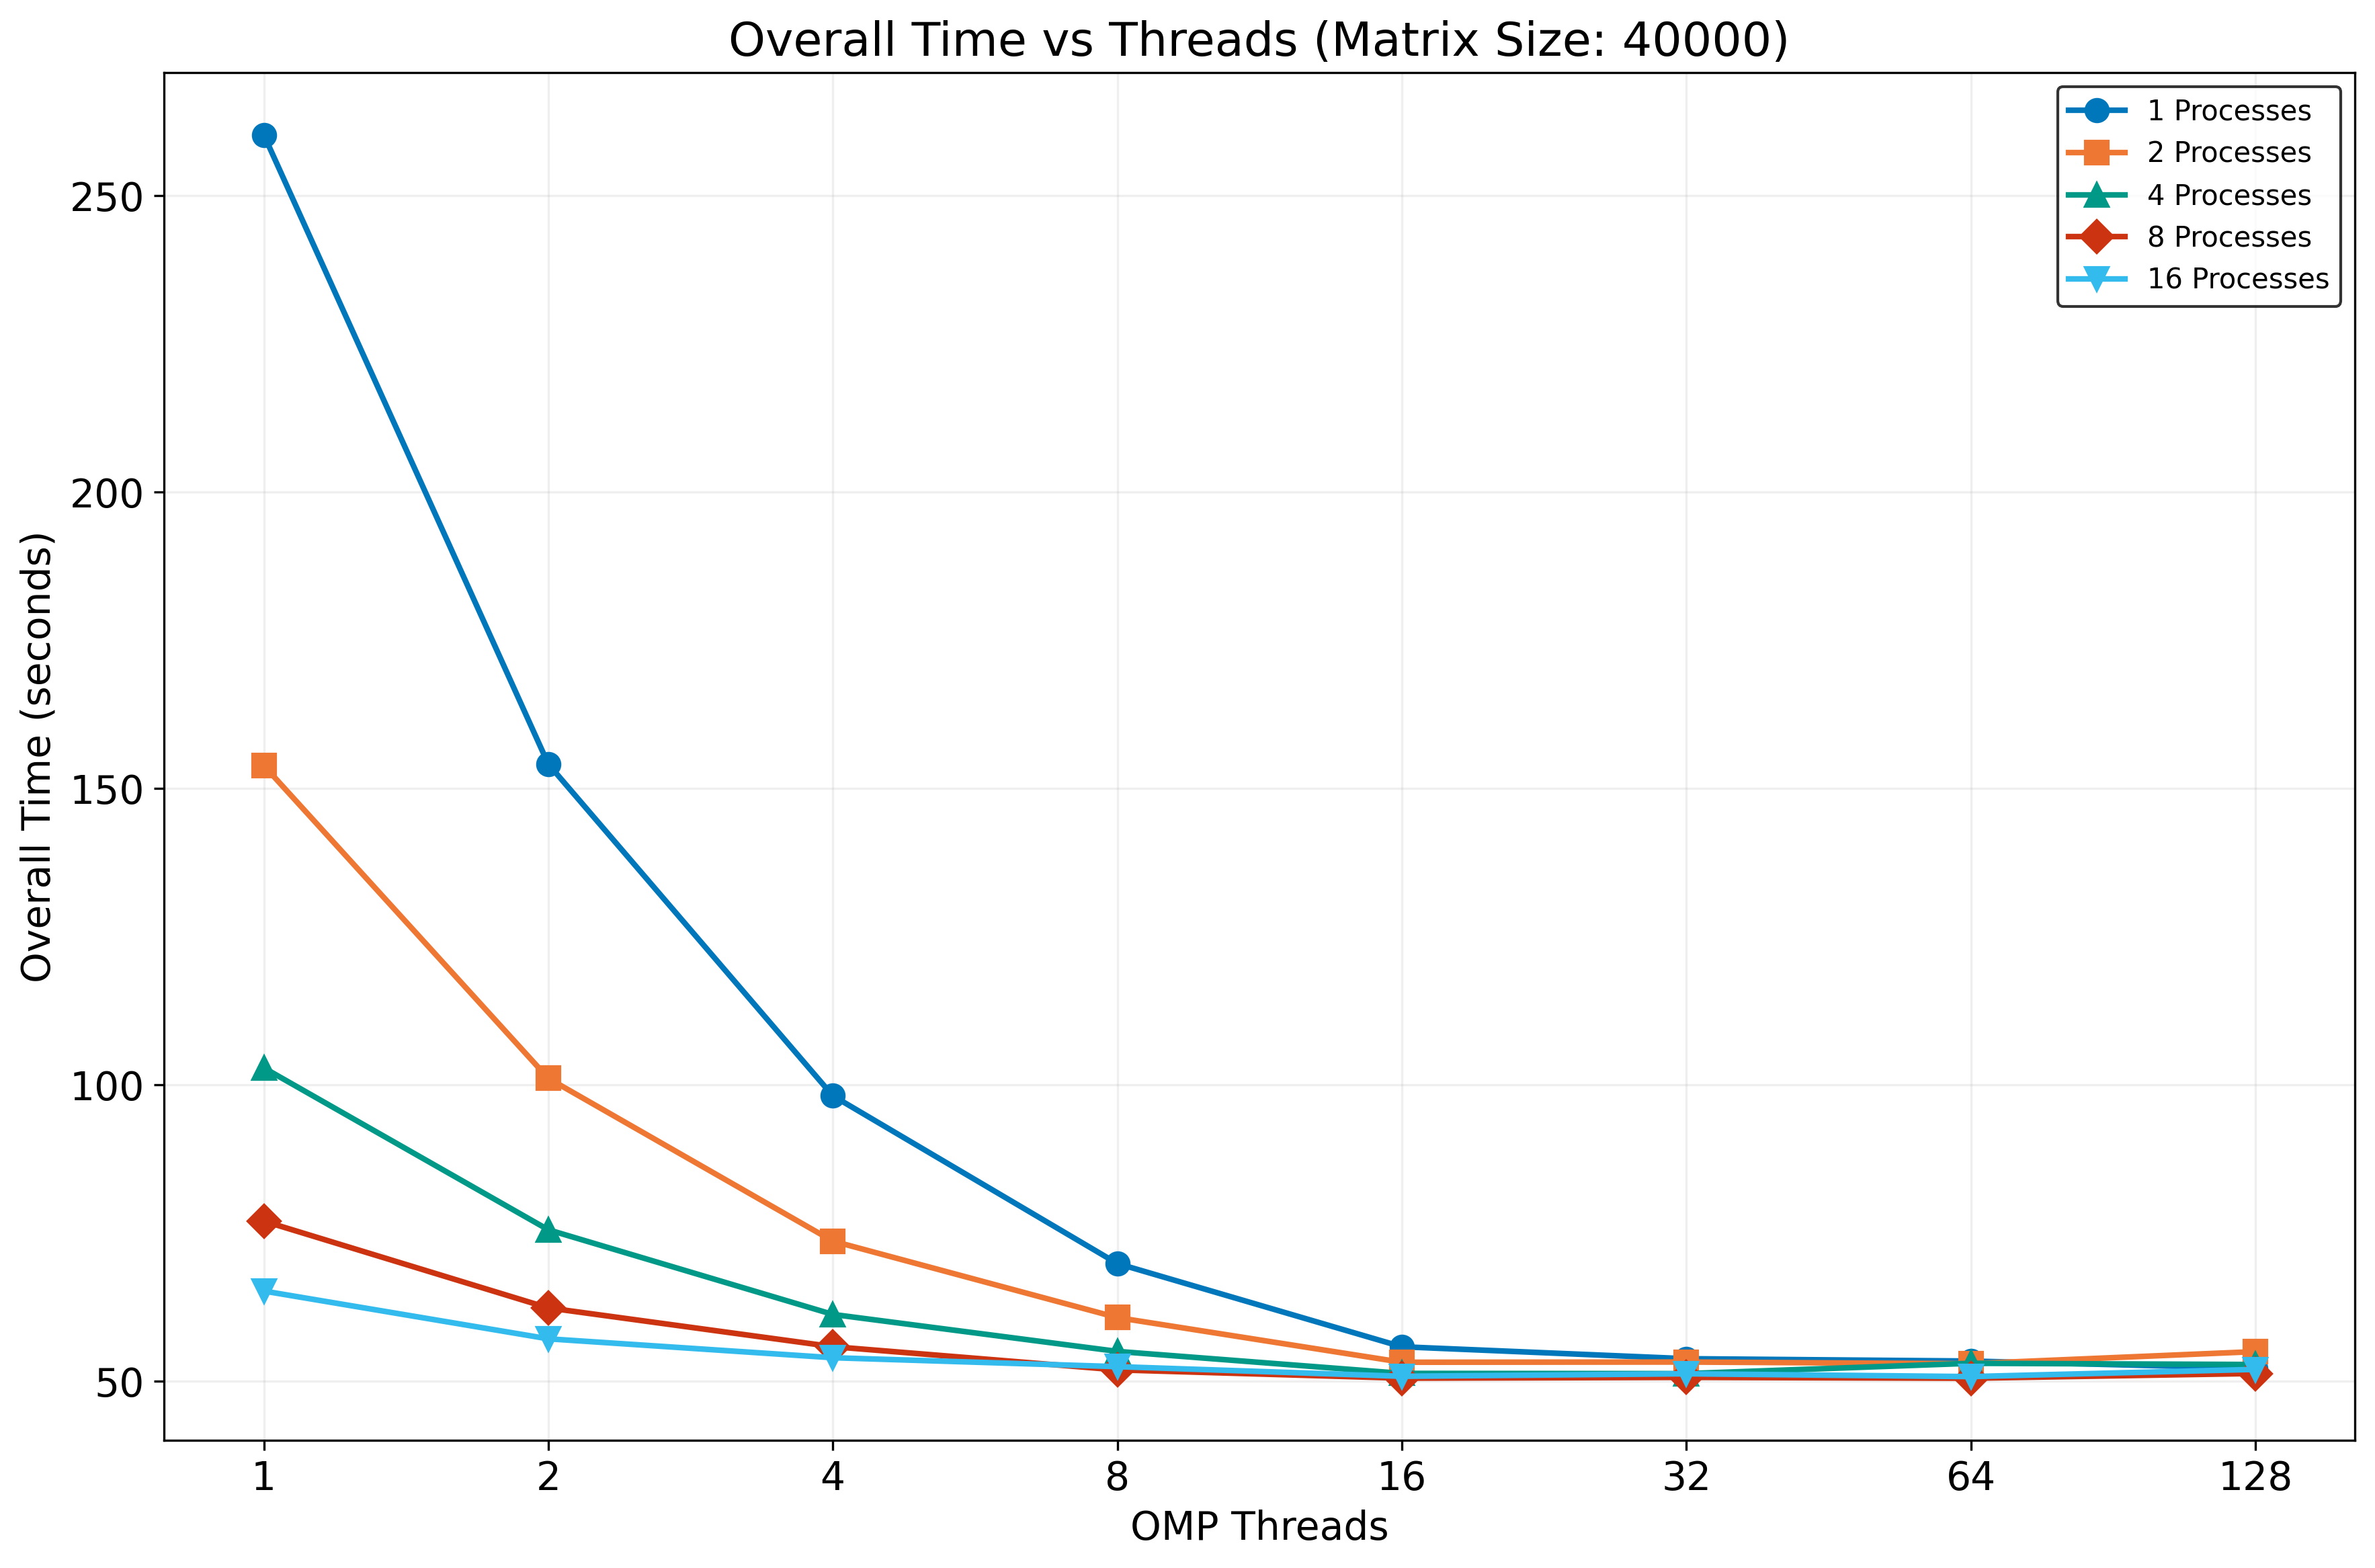 Overall Time vs Threads (Matrix Size: 40000)
1 Processes
2 Processes
4 Processes
8 Processes
16 Processes
Overall Time (seconds)
250
200
150
100
50
1 2 4 8 16 32 64 128
OMP Threads